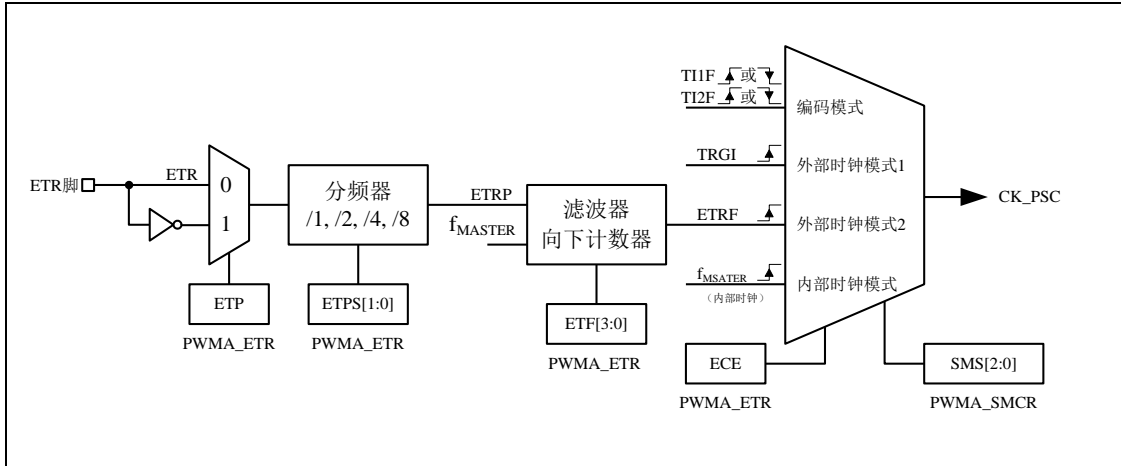 TI1F 或
TI2F 或
编码模式
TRGI
外部时钟模式1
ETR脚
ETR
0
1
分频器
/1, /2, /4, /8
ETRP
fMASTER
滤波器
向下计数器
ETRF
外部时钟模式2
CK_PSC
fMSATER
(内部时钟)
内部时钟模式
ETP
PWMA_ETR
ETPS[1:0]
PWMA_ETR
ETF[3:0]
PWMA_ETR
ECE
PWMA_ETR
SMS[2:0]
PWMA_SMCR